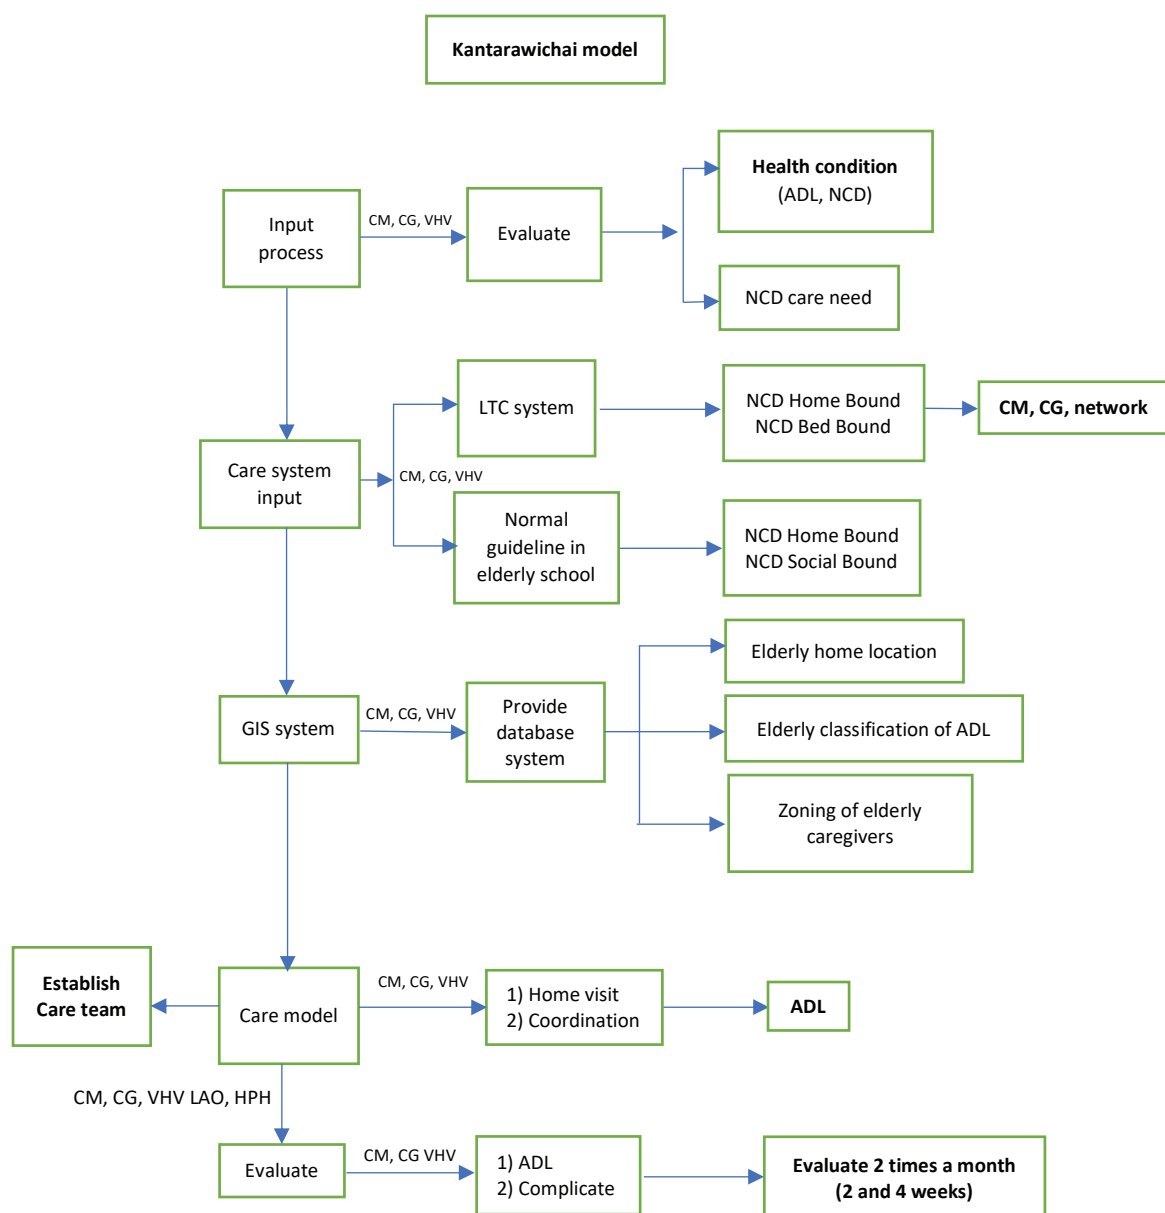 Kantarawichai model
Health condition
(ADL, NCD)
Input
process
CM, CG, VHV
Evaluate
NCD care need
LTC system
NCD Home Bound
NCD Bed Bound
CM, CG, network
Care system
input
CM, CG, VHV
Normal
guideline in
elderly school
NCD Home Bound
NCD Social Bound
Elderly home location
GIS system
CM, CG, VHV
Provide
database
system
Elderly classification of ADL
Zoning of elderly
caregivers
Establish
Care team
Care model
CM, CG, VHV
1) Home visit
2) Coordination
ADL
CM, CG, VHV LAO, HPH
Evaluate
CM, CG VHV
1) ADL
2) Complicate
Evaluate 2 times a month
(2 and 4 weeks)